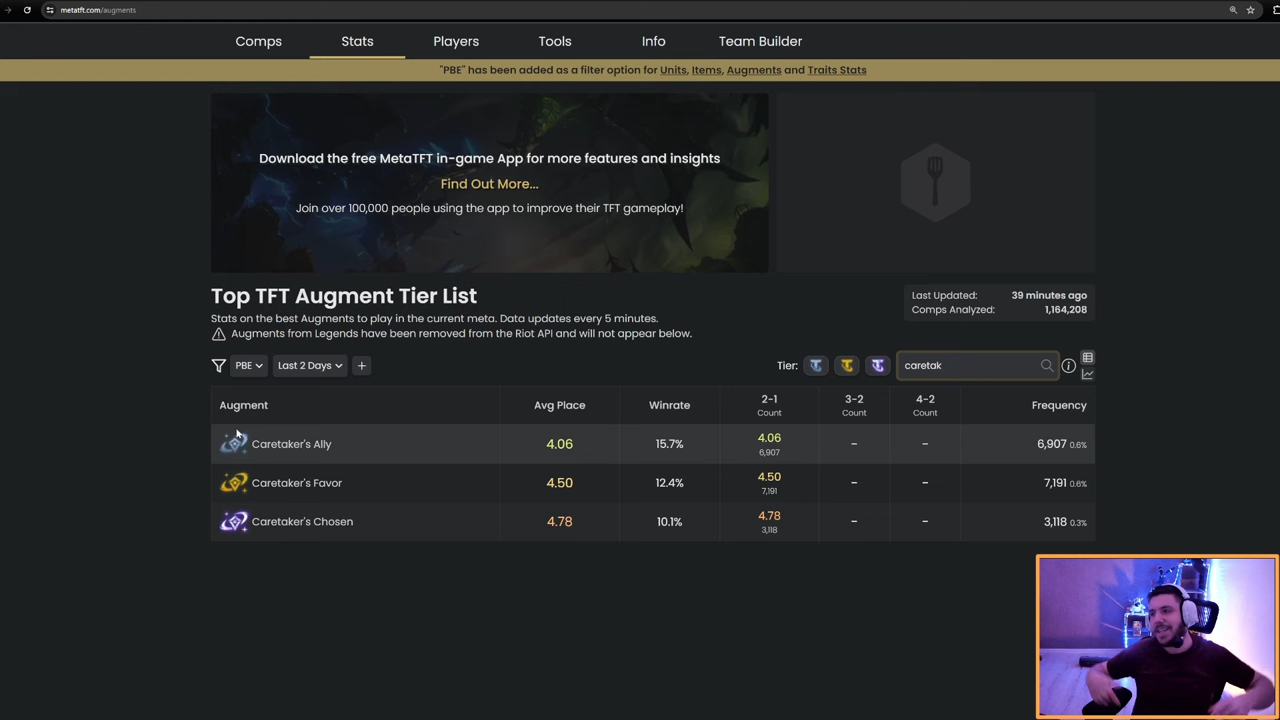 metatft.com/augments
Comps Stats Players Tools Info Team Builder
"PBE" has been added as a filter option for Units, Items, Augments and Traits Stats
Download the free MetaTFT in-game App for more features and insights
Find Out More...
Join over 100,000 people using the app to improve their TFT gameplay!
Top TFT Augment Tier List
Last Updated: 39 minutes ago
Comps Analyzed: 1,164,208
Stats on the best Augments to play in the current meta. Data updates every 5 minutes.
Augments from Legends have been removed from the Riot API and will not appear below.
PBE Last 2 Days + Tier: caretak
Augment Avg Place Winrate 2-1 3-2 4-2 Frequency
Count Count Count
Caretaker's Ally 4.06 15.7% 4.06 – – 6,907 0.6%
6,907
Caretaker's Favor 4.50 12.4% 4.50 – – 7,191 0.6%
7,191
Caretaker's Chosen 4.78 10.1% 4.78 – – 3,118 0.3%
3,118